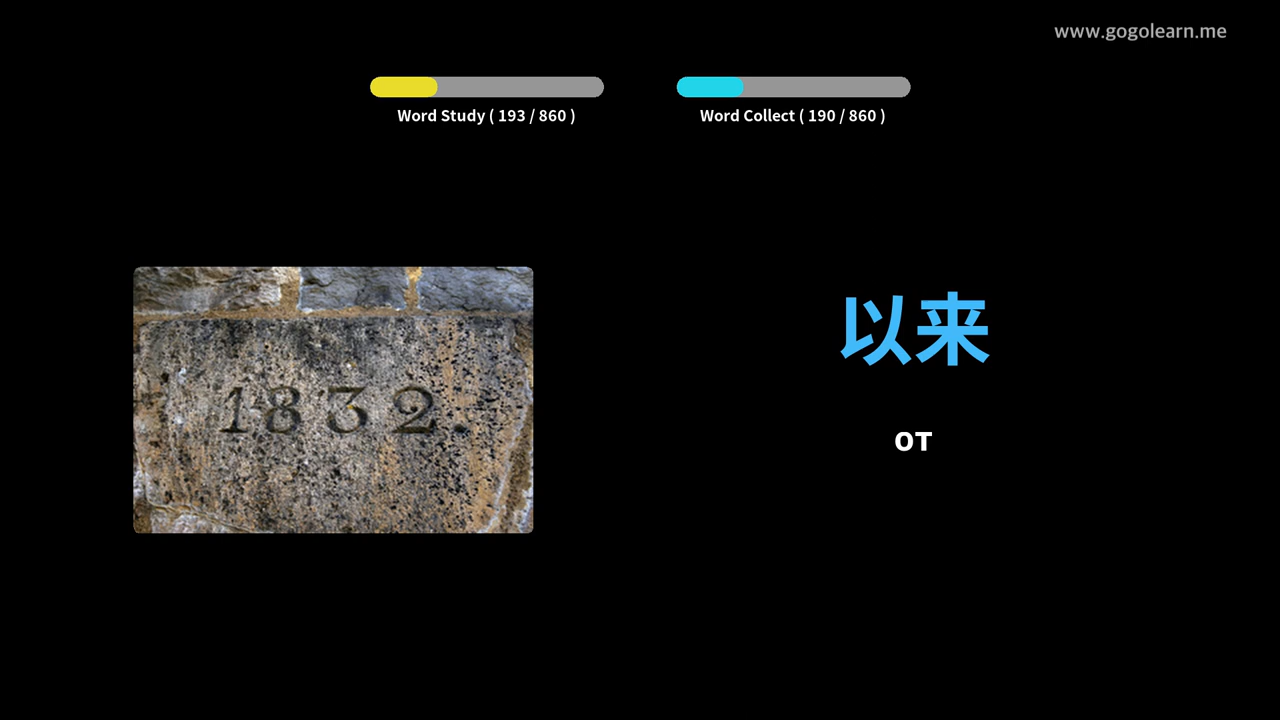 www.gogolearn.me
Word Study ( 193 / 860 )
Word Collect ( 190 / 860 )
1832.
以来
от